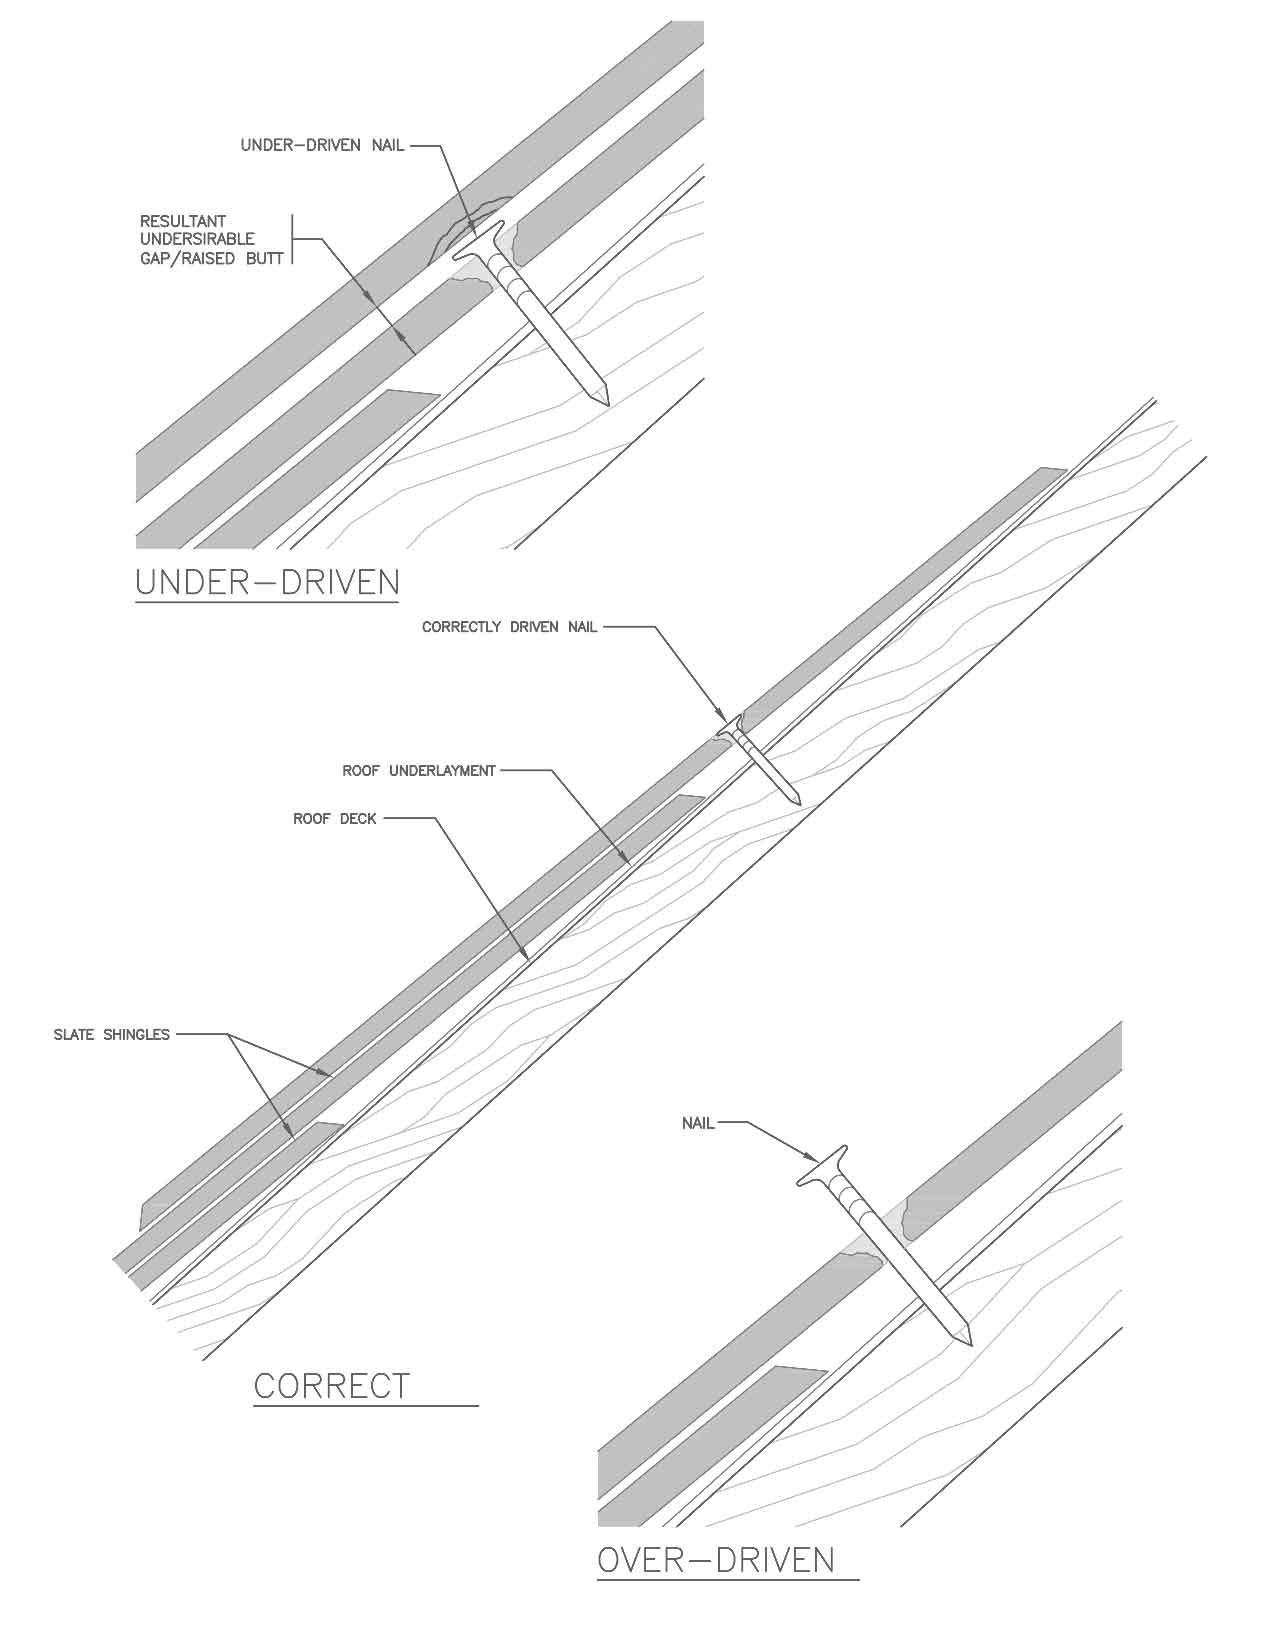 UNDER-DRIVEN NAIL
RESULTANT
UNDERSIRABLE
GAP/RAISED BUTT
UNDER-DRIVEN
CORRECTLY DRIVEN NAIL
ROOF UNDERLAYMENT
ROOF DECK
SLATE SHINGLES
NAIL
CORRECT
OVER-DRIVEN